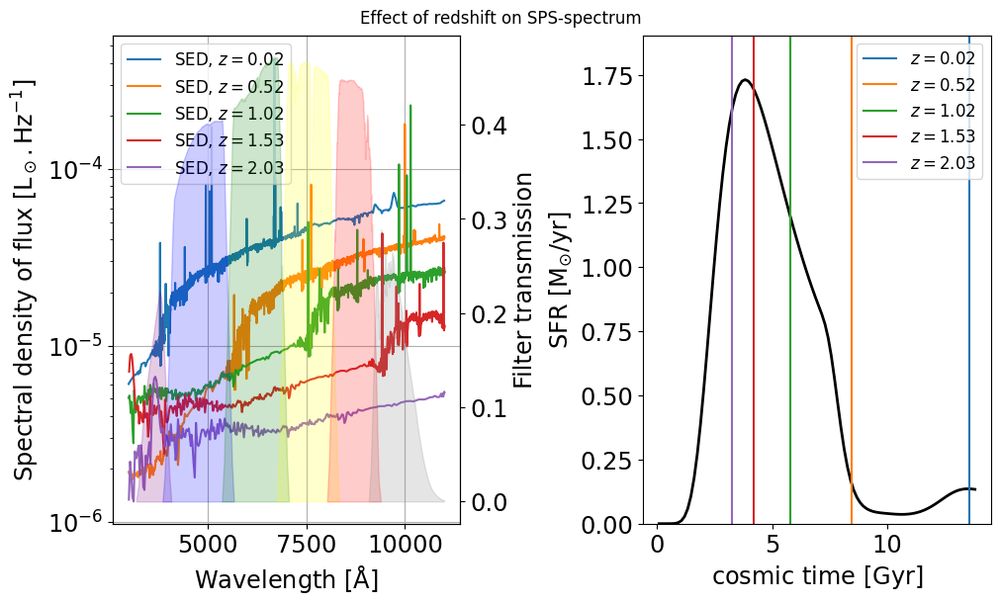 Effect of redshift on SPS-spectrum
Spectral density of flux [L⊙.Hz⁻¹]
10⁻⁴
10⁻⁵
10⁻⁶
SED, z = 0.02
SED, z = 0.52
SED, z = 1.02
SED, z = 1.53
SED, z = 2.03
5000 7500 10000
Wavelength [Å]
0.4
0.3
0.2
0.1
0.0
Filter transmission
SFR [M⊙/yr]
1.75
1.50
1.25
1.00
0.75
0.50
0.25
0.00
z = 0.02
z = 0.52
z = 1.02
z = 1.53
z = 2.03
0 5 10
cosmic time [Gyr]